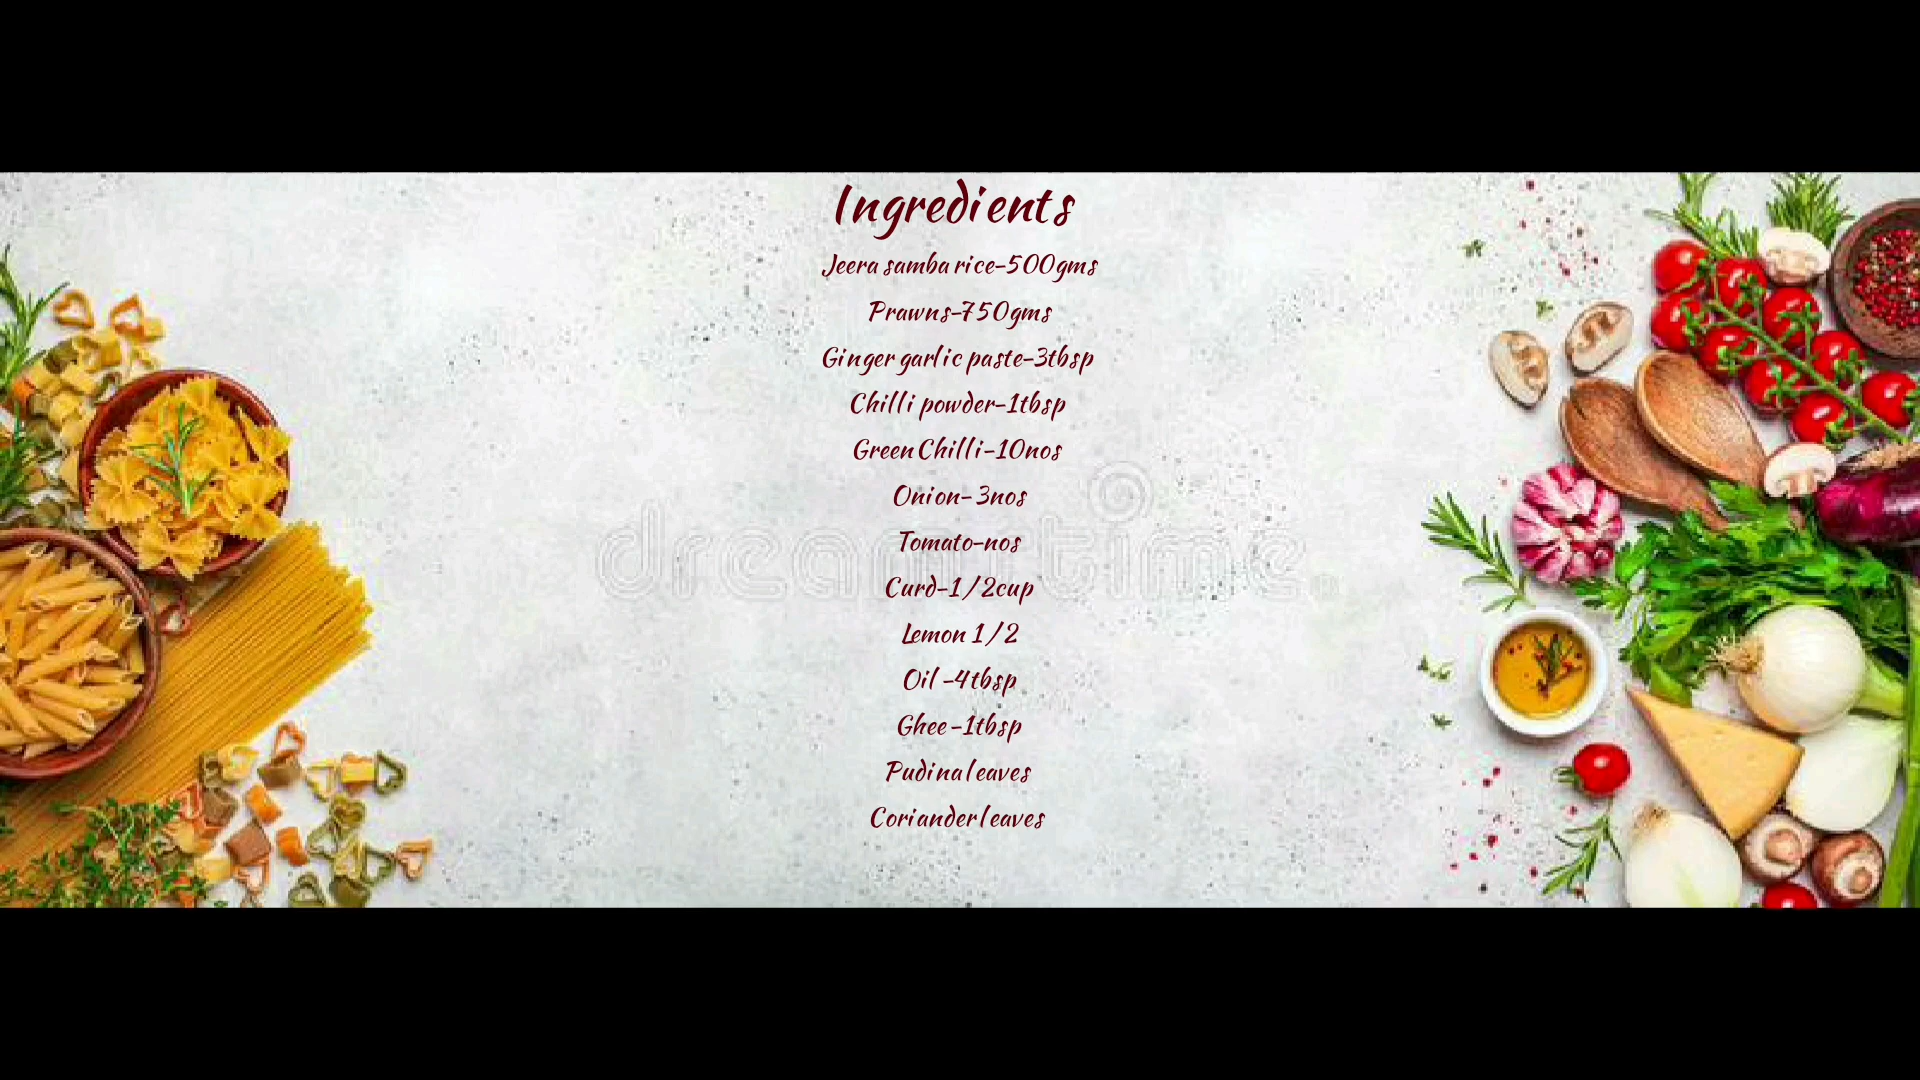 Ingredients
Jeera samba rice-500gms
Prawns-750gms
Ginger garlic paste-3tbsp
Chilli powder-1tbsp
Green Chilli-10nos
Onion-3nos
Tomato-nos
Curd-1/2cup
dreamstime.
Lemon 1/2
Oil -4tbsp
Ghee-1tbsp
Pudina leaves
Coriander leaves